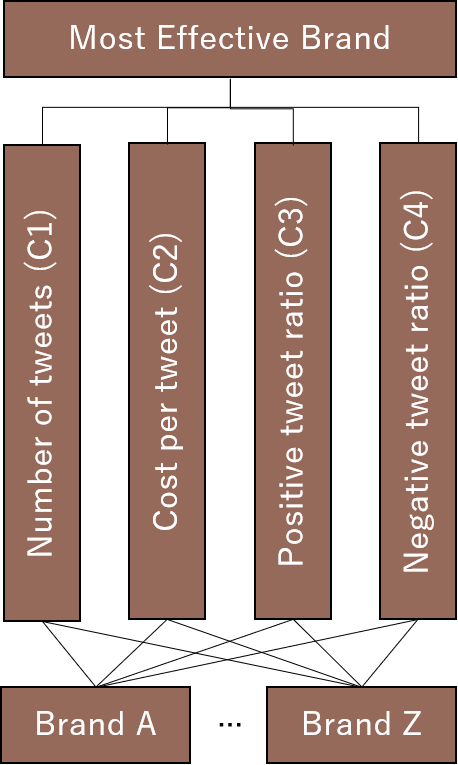 Most Effective Brand
Number of tweets (C1)
Cost per tweet (C2)
Positive tweet ratio (C3)
Negative tweet ratio (C4)
Brand A
...
Brand Z